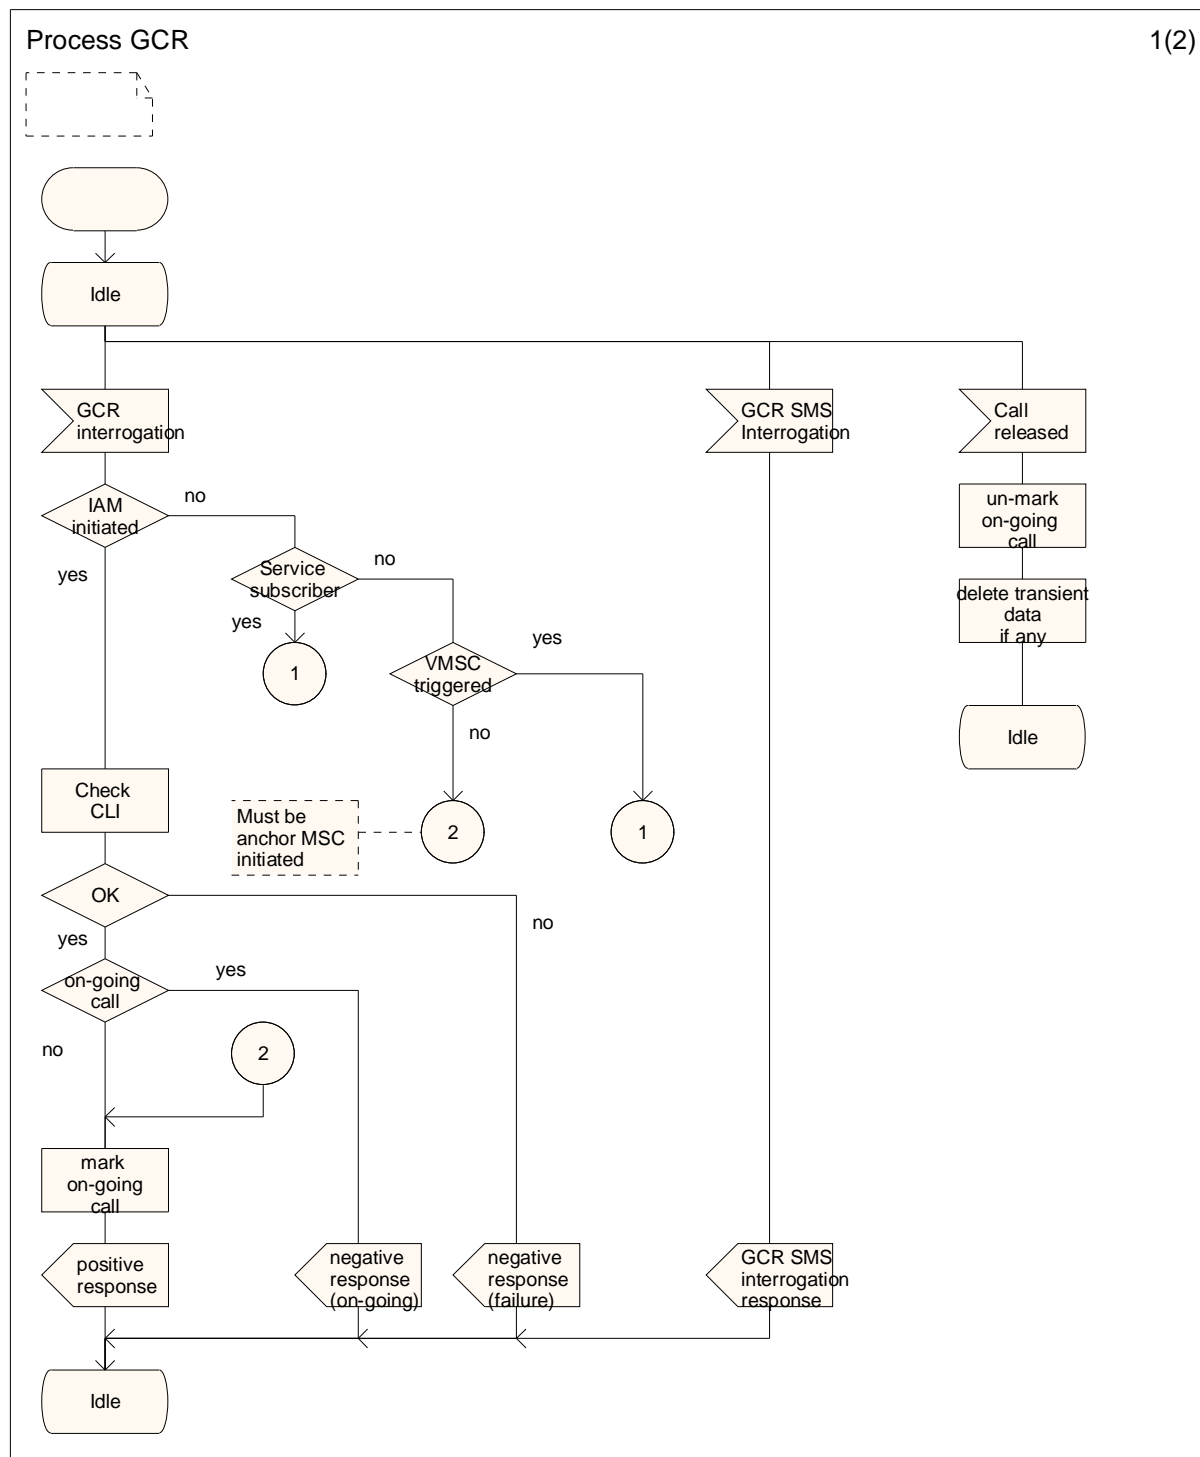 Process GCR
1(2)
Idle
GCR
interrogation
GCR SMS
Interrogation
Call
released
IAM
initiated
no
yes
un-mark
on-going
call
Service
subscriber
no
yes
1
delete transient
data
if any
VMSC
triggered
yes
no
Idle
Check
CLI
Must be
anchor MSC
initiated
2
1
OK
no
yes
on-going
call
yes
no
2
mark
on-going
call
positive
response
negative
response
(on-going)
negative
response
(failure)
GCR SMS
interrogation
response
Idle